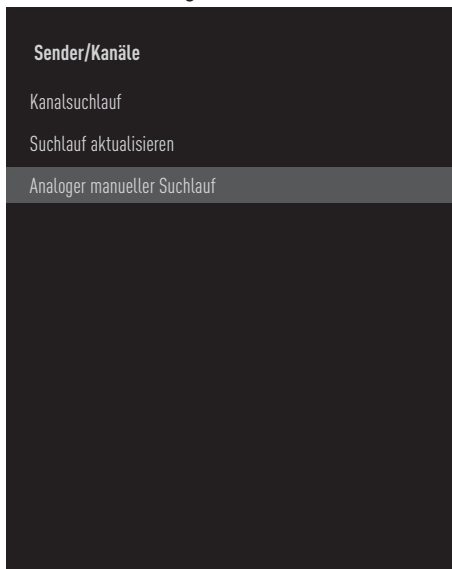 Sender/Kanäle
Kanalsuchlauf
Suchlauf aktualisieren
Analoger manueller Suchlauf